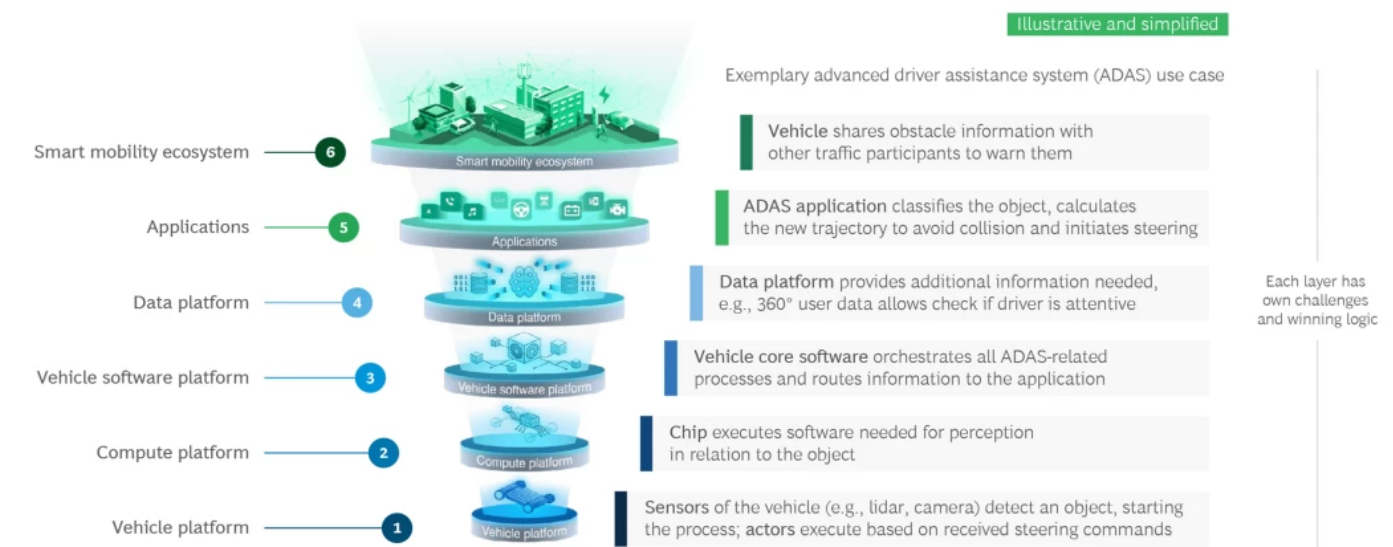 Illustrative and simplified
Exemplary advanced driver assistance system (ADAS) use case
Smart mobility ecosystem
6
Smart mobility ecosystem
Vehicle shares obstacle information with
other traffic participants to warn them
Applications
5
Applications
ADAS application classifies the object, calculates
the new trajectory to avoid collision and initiates steering
Data platform
4
Data platform
Data platform provides additional information needed,
e.g., 360° user data allows check if driver is attentive
Each layer has
own challenges
and winning logic
Vehicle software platform
3
Vehicle software platform
Vehicle core software orchestrates all ADAS-related
processes and routes information to the application
Compute platform
2
Compute platform
Chip executes software needed for perception
in relation to the object
Vehicle platform
1
Vehicle platform
Sensors of the vehicle (e.g., lidar, camera) detect an object, starting
the process; actors execute based on received steering commands